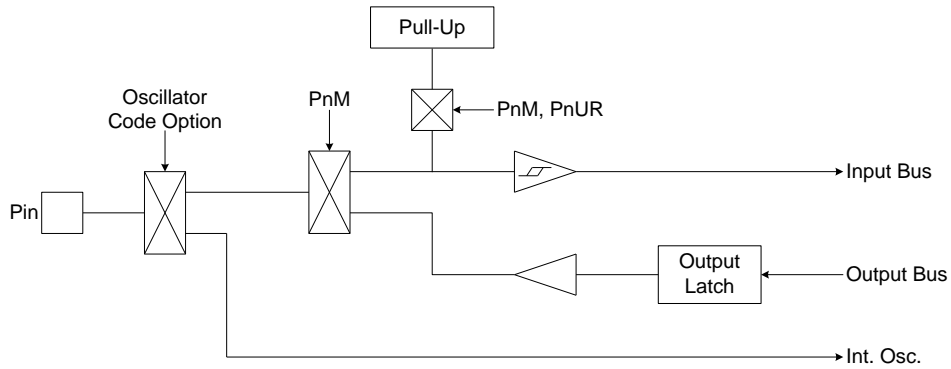 Pull-Up
Oscillator
Code Option
PnM
PnM, PnUR
Input Bus
Pin
Output
Latch
Output Bus
Int. Osc.